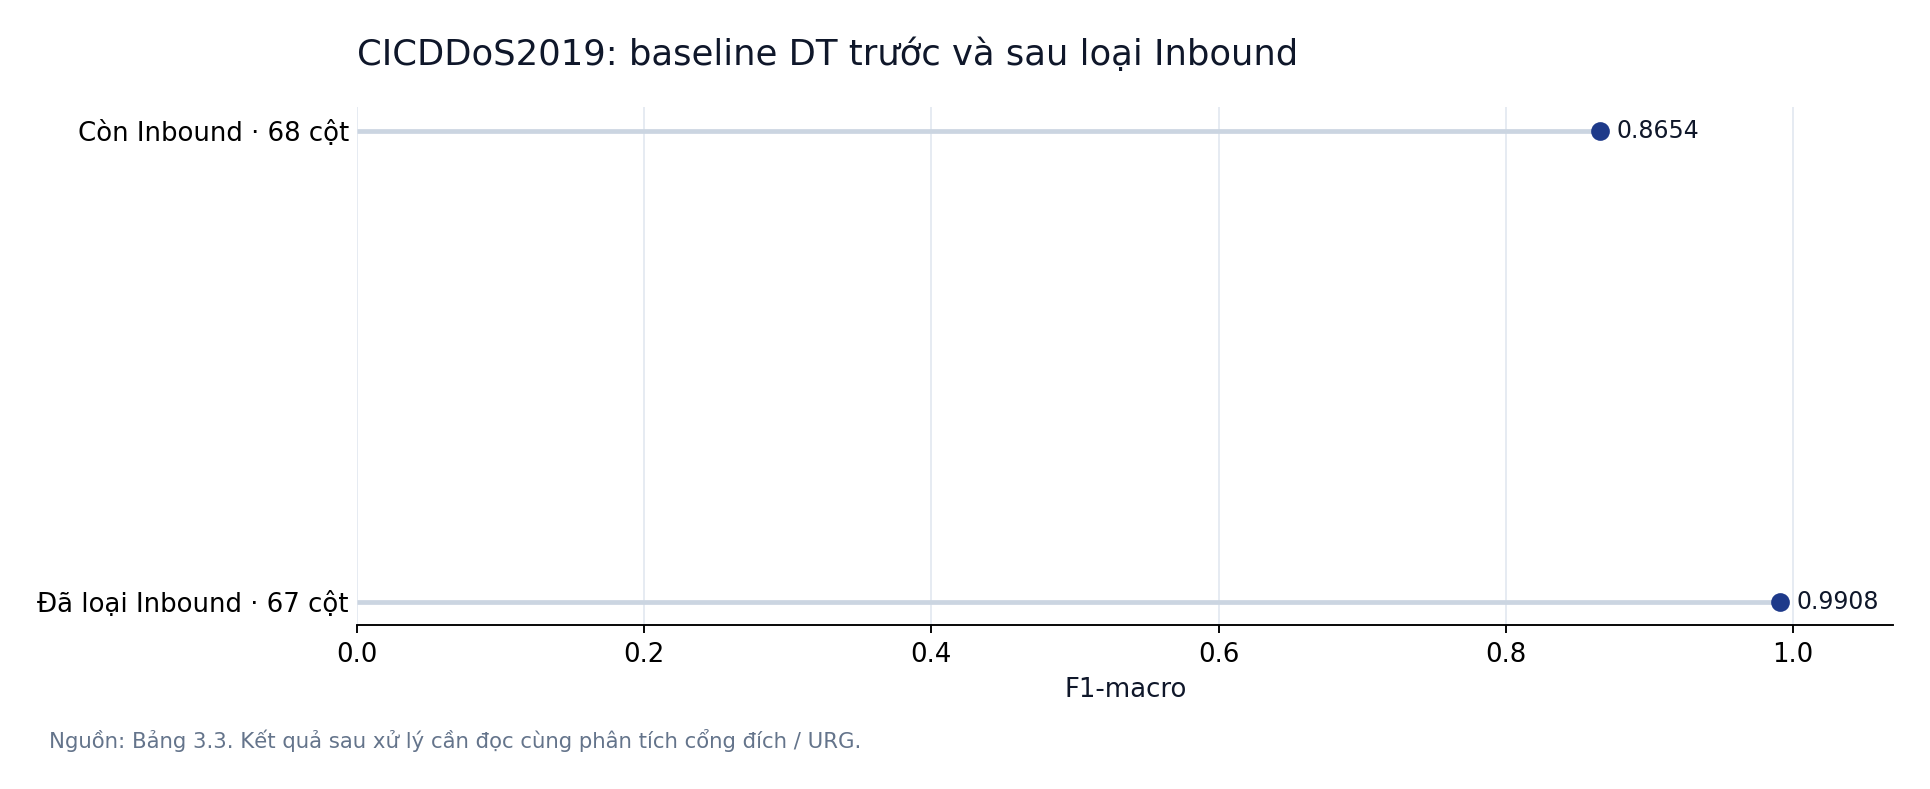 CICDDoS2019: baseline DT trước và sau loại Inbound
Còn Inbound · 68 cột
0.8654
Đã loại Inbound · 67 cột
0.9908
0.0 0.2 0.4 0.6 0.8 1.0
F1-macro
Nguồn: Bảng 3.3. Kết quả sau xử lý cần đọc cùng phân tích cổng đích / URG.